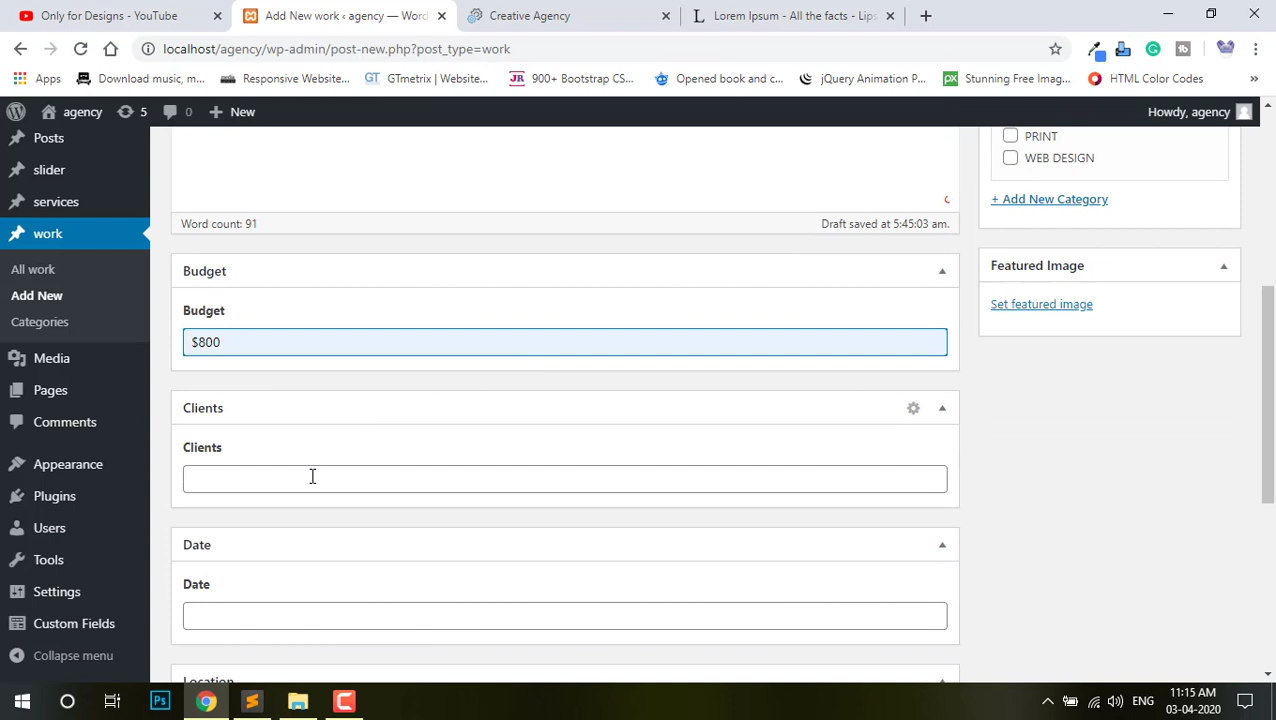 Only for Designs - YouTube
Add New work ‹ agency — Word
Creative Agency
Lorem Ipsum - All the facts - Lips
localhost/agency/wp-admin/post-new.php?post_type=work
Apps
Download music, m...
Responsive Website...
GTmetrix | Website...
900+ Bootstrap CS...
Opened book and c...
jQuery Animation P...
Stunning Free Imag...
HTML Color Codes
»
agency
5
0
New
Howdy, agency
Posts
slider
services
work
All work
Add New
Categories
Media
Pages
Comments
Appearance
Plugins
Users
Tools
Settings
Custom Fields
Collapse menu
Word count: 91
Draft saved at 5:45:03 am.
Budget
Budget
$800
Clients
Clients
Date
Date
Location
PRINT
WEB DESIGN
+ Add New Category
Featured Image
Set featured image
ENG
11:15 AM
03-04-2020